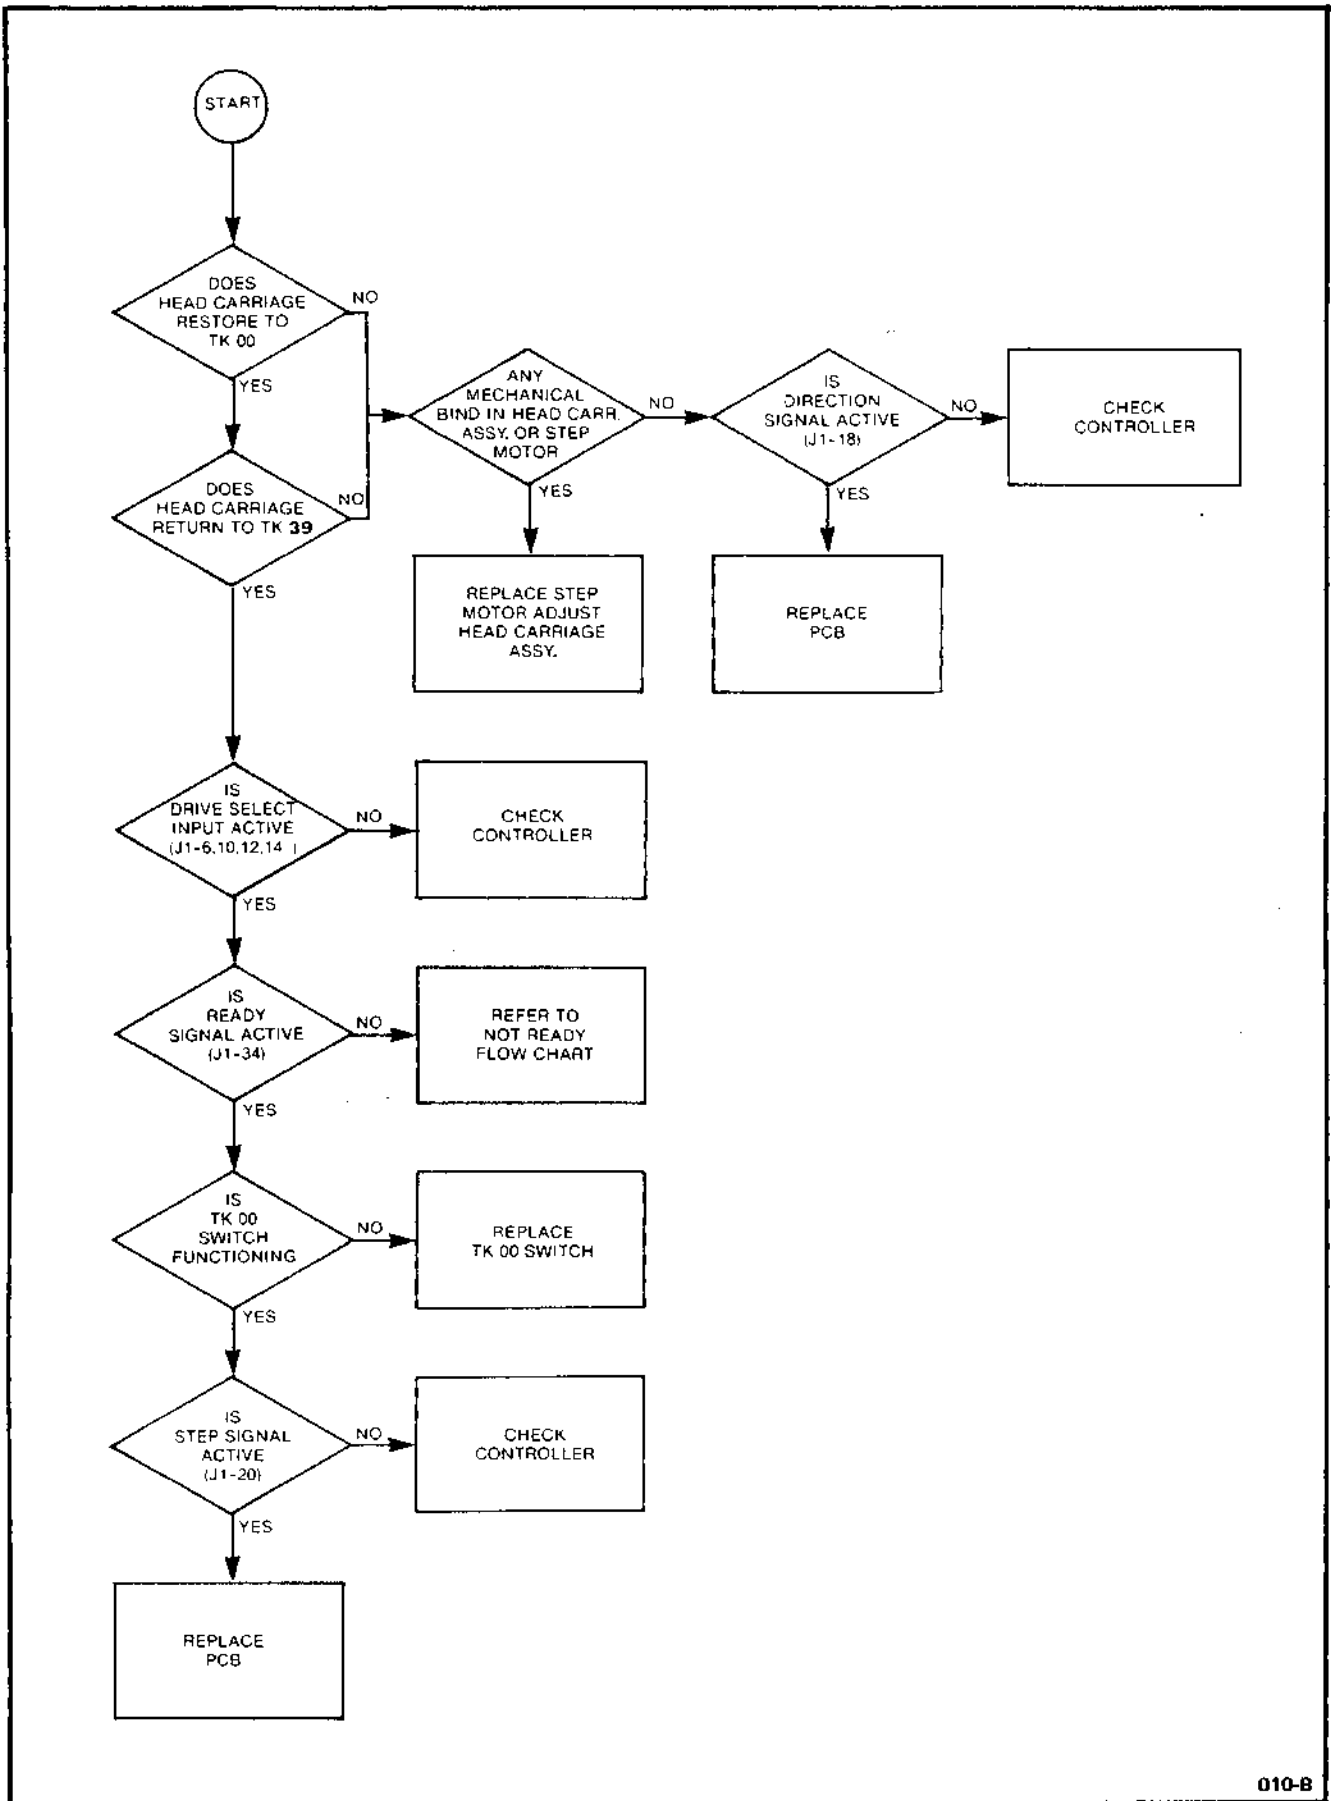 START
DOES
HEAD CARRIAGE
RESTORE TO
TK 00
NO
YES
DOES
HEAD CARRIAGE
RETURN TO TK 39
NO
YES
ANY
MECHANICAL
BIND IN HEAD CARR.
ASSY. OR STEP
MOTOR
NO
YES
IS
DIRECTION
SIGNAL ACTIVE
(J1-18)
NO
YES
CHECK
CONTROLLER
REPLACE STEP
MOTOR ADJUST
HEAD CARRIAGE
ASSY.
REPLACE
PCB
IS
DRIVE SELECT
INPUT ACTIVE
(J1-6,10,12,14 )
NO
YES
CHECK
CONTROLLER
IS
READY
SIGNAL ACTIVE
(J1-34)
NO
YES
REFER TO
NOT READY
FLOW CHART
IS
TK 00
SWITCH
FUNCTIONING
NO
YES
REPLACE
TK 00 SWITCH
IS
STEP SIGNAL
ACTIVE
(J1-20)
NO
YES
CHECK
CONTROLLER
REPLACE
PCB
010-B